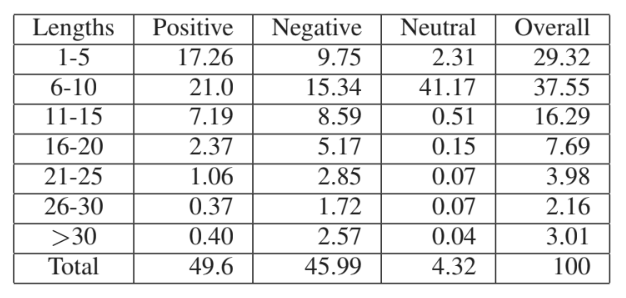 Lengths Positive Negative Neutral Overall
1-5 17.26 9.75 2.31 29.32
6-10 21.0 15.34 41.17 37.55
11-15 7.19 8.59 0.51 16.29
16-20 2.37 5.17 0.15 7.69
21-25 1.06 2.85 0.07 3.98
26-30 0.37 1.72 0.07 2.16
>30 0.40 2.57 0.04 3.01
Total 49.6 45.99 4.32 100